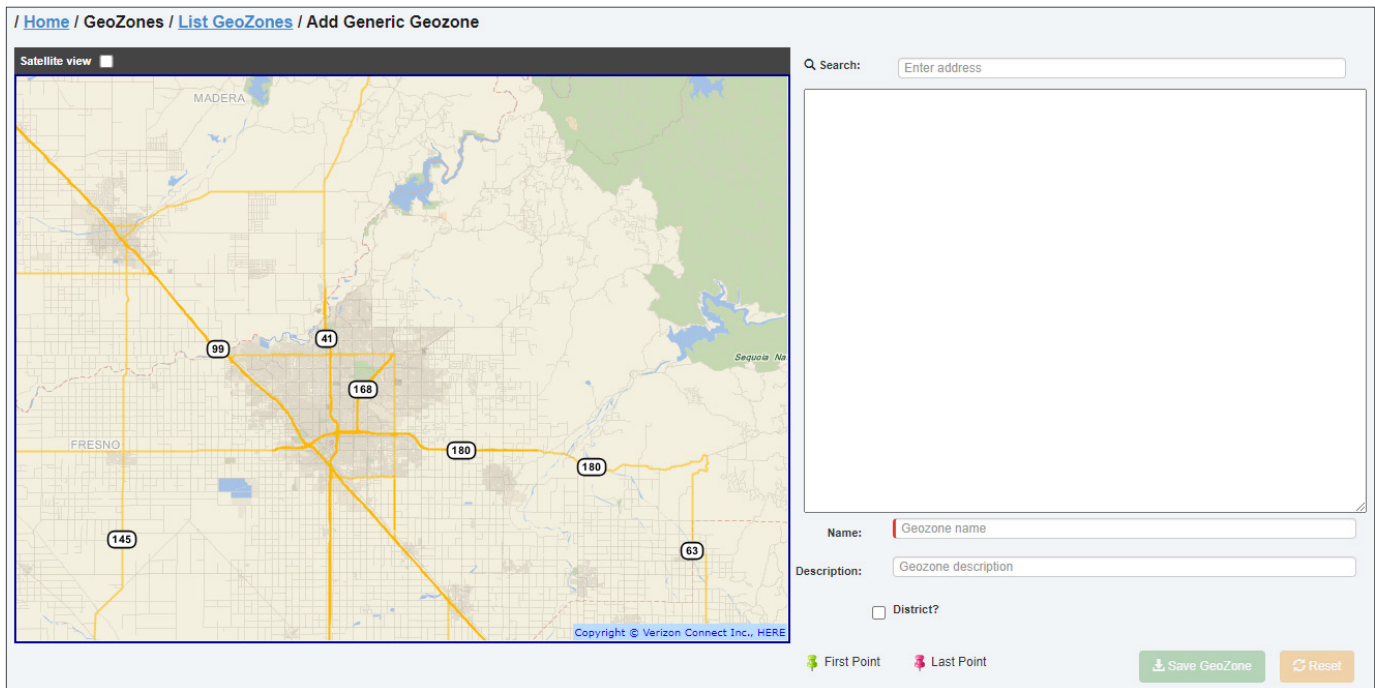 / Home / GeoZones / List GeoZones / Add Generic Geozone
Satellite view
Search:
Enter address
MADERA
99
41
168
Sequoia Na
FRESNO
180
180
145
63
Copyright © Verizon Connect Inc., HERE
Name:
Geozone name
Description:
Geozone description
District?
First Point
Last Point
Save GeoZone
Reset